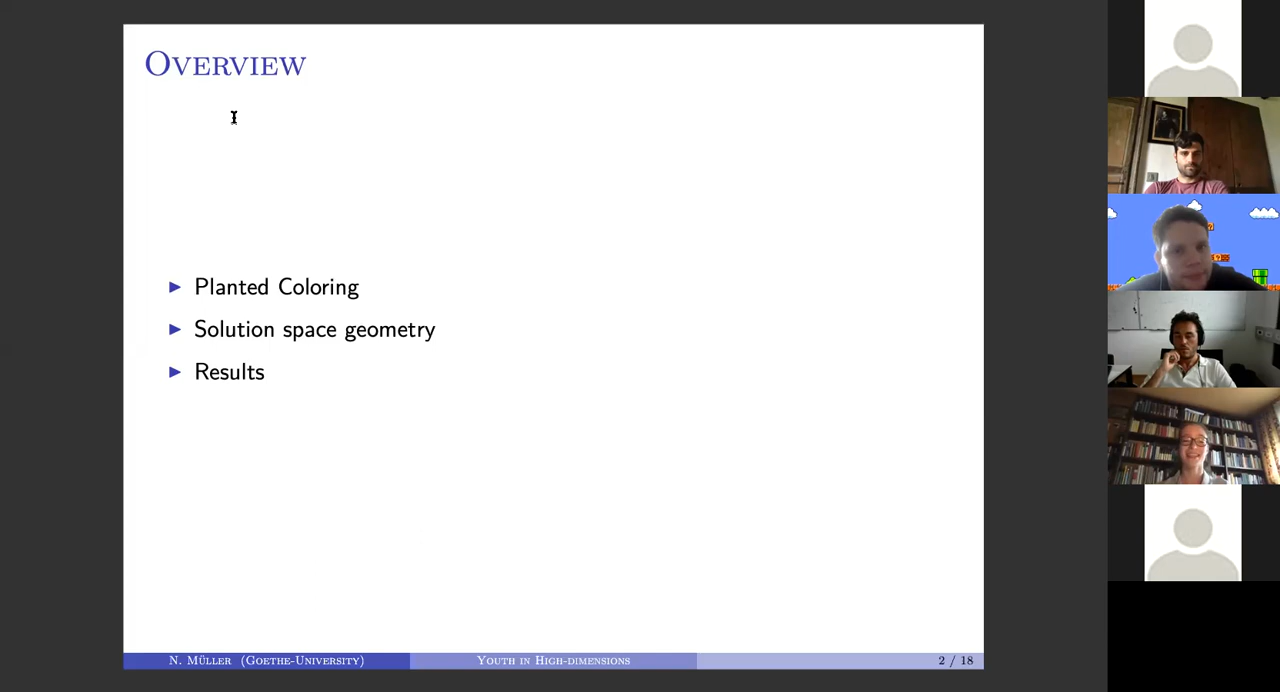 OVERVIEW
Planted Coloring
Solution space geometry
Results
N. MÜLLER (GOETHE-UNIVERSITY) YOUTH IN HIGH-DIMENSIONS 2 / 18